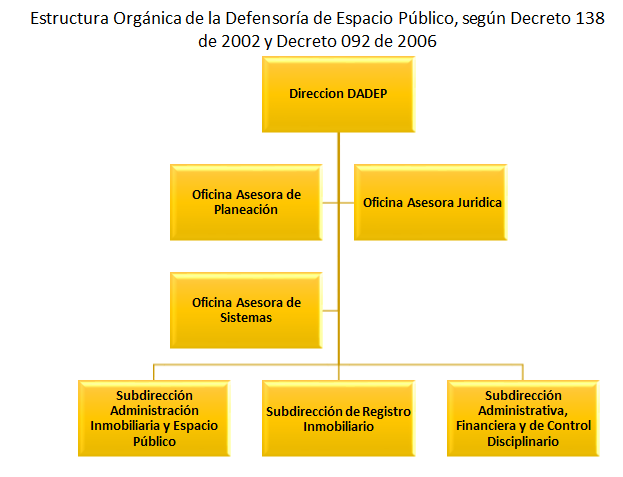 Estructura Orgánica de la Defensoría de Espacio Público, según Decreto 138
de 2002 y Decreto 092 de 2006
Direccion DADEP
Oficina Asesora de
Planeación
Oficina Asesora Juridica
Oficina Asesora de
Sistemas
Subdirección
Administración
Inmobiliaria y Espacio
Público
Subdirección de Registro
Inmobiliario
Subdirección
Administrativa,
Financiera y de Control
Disciplinario